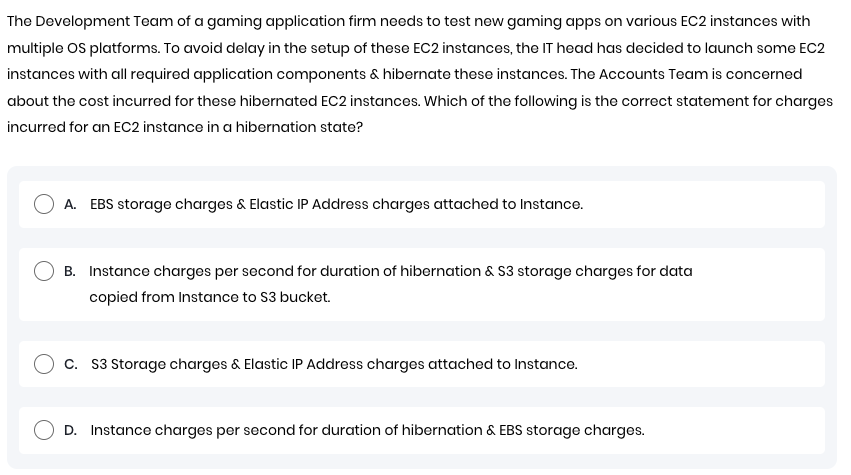 The Development Team of a gaming application firm needs to test new gaming apps on various EC2 instances with
multiple OS platforms. To avoid delay in the setup of these EC2 instances, the IT head has decided to launch some EC2
instances with all required application components & hibernate these instances. The Accounts Team is concerned
about the cost incurred for these hibernated EC2 instances. Which of the following is the correct statement for charges
incurred for an EC2 instance in a hibernation state?
A. EBS storage charges & Elastic IP Address charges attached to Instance.
B. Instance charges per second for duration of hibernation & S3 storage charges for data
copied from Instance to S3 bucket.
C. S3 Storage charges & Elastic IP Address charges attached to Instance.
D. Instance charges per second for duration of hibernation & EBS storage charges.